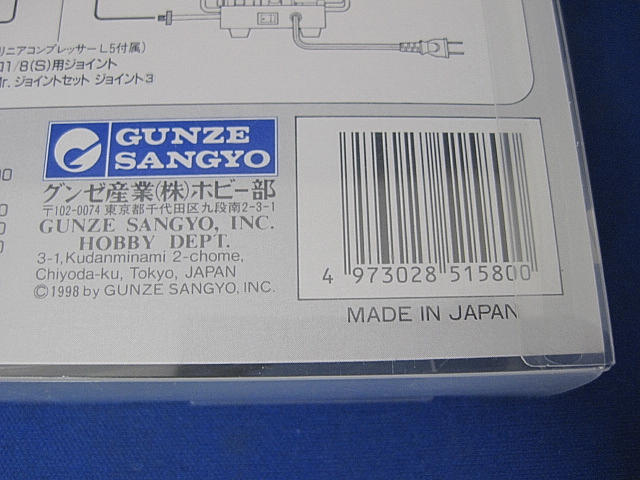 リニアコンプレッサーL5付属)
1/8(S)用ジョイント
Mr. ジョイントセット ジョイント3
GUNZE
SANGYO
グンゼ産業(株)ホビー部
〒102-0074 東京都千代田区九段南2-3-1
GUNZE SANGYO, INC.
HOBBY DEPT.
3-1,Kudanminami 2-chome,
Chiyoda-ku, Tokyo, JAPAN
©1998 by GUNZE SANGYO, INC.
4 973028 515800
MADE IN JAPAN